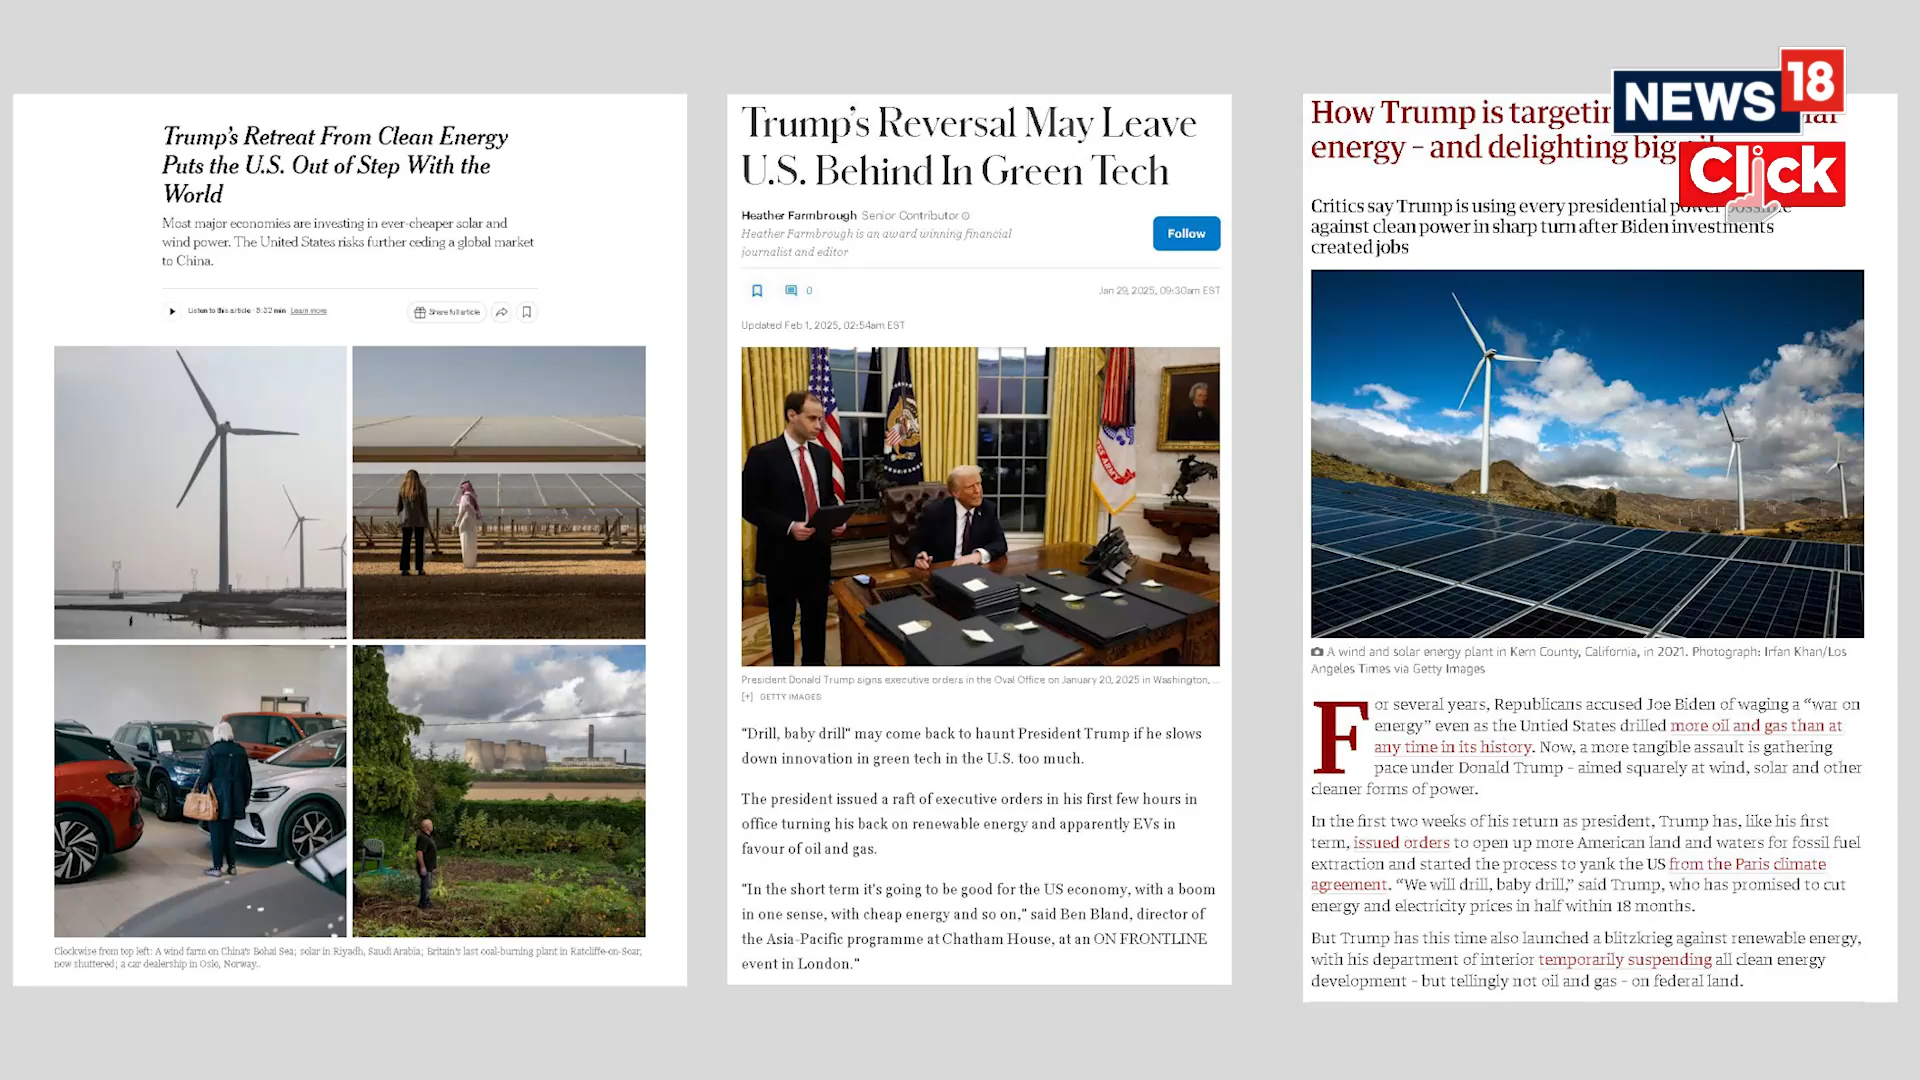 Trump's Retreat From Clean Energy
Puts the U.S. Out of Step With the
World
Most major economies are investing in ever-cheaper solar and
wind power. The United States risks further ceding a global market
to China.
Listen to this article · 5:32 min Learn more
Share full article
Clockwise from top left: A wind farm on China's Bohai Sea; solar in Riyadh, Saudi Arabia; Britain's last coal-burning plant in Ratcliffe-on-Soar,
now shuttered; a car dealership in Oslo, Norway..
Trump's Reversal May Leave
U.S. Behind In Green Tech
Heather Farmbrough Senior Contributor
Heather Farmbrough is an award winning financial
journalist and editor
Follow
0
Jan 29, 2025, 09:30am EST
Updated Feb 1, 2025, 02:54am EST
President Donald Trump signs executive orders in the Oval Office on January 20, 2025 in Washington, ...
[+] GETTY IMAGES
"Drill, baby drill" may come back to haunt President Trump if he slows
down innovation in green tech in the U.S. too much.
The president issued a raft of executive orders in his first few hours in
office turning his back on renewable energy and apparently EVs in
favour of oil and gas.
"In the short term it's going to be good for the US economy, with a boom
in one sense, with cheap energy and so on," said Ben Bland, director of
the Asia-Pacific programme at Chatham House, at an ON FRONTLINE
event in London."
NEWS 18
Click
How Trump is
energy – and delighting big
Critics say Trump is using every presidential power
against clean power in sharp turn after Biden investments
created jobs
A wind and solar energy plant in Kern County, California, in 2021. Photograph: Irfan Khan/Los
Angeles Times via Getty Images
For several years, Republicans accused Joe Biden of waging a “war on
energy” even as the Untied States drilled more oil and gas than at
any time in its history. Now, a more tangible assault is gathering
pace under Donald Trump – aimed squarely at wind, solar and other
cleaner forms of power.
In the first two weeks of his return as president, Trump has, like his first
term, issued orders to open up more American land and waters for fossil fuel
extraction and started the process to yank the US from the Paris climate
agreement. “We will drill, baby drill,” said Trump, who has promised to cut
energy and electricity prices in half within 18 months.
But Trump has this time also launched a blitzkrieg against renewable energy,
with his department of interior temporarily suspending all clean energy
development – but tellingly not oil and gas – on federal land.